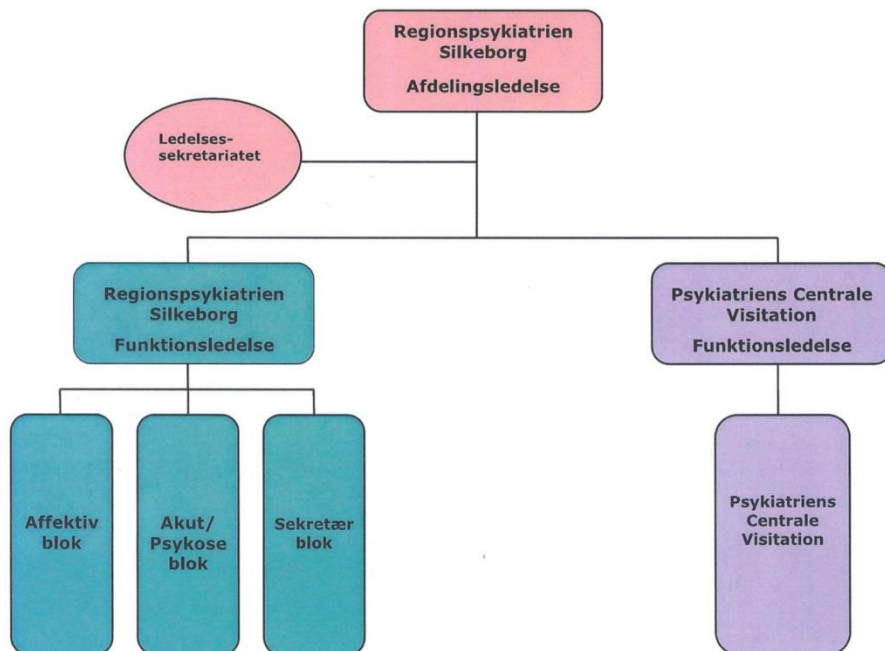 Regionspsykiatrien
Silkeborg
Afdelingsledelse
Ledelses-
sekretariatet
Regionspsykiatrien
Silkeborg
Funktionsledelse
Psykiatriens Centrale
Visitation
Funktionsledelse
Affektiv
blok
Akut/
Psykose
blok
Sekretær
blok
Psykiatriens
Centrale
Visitation